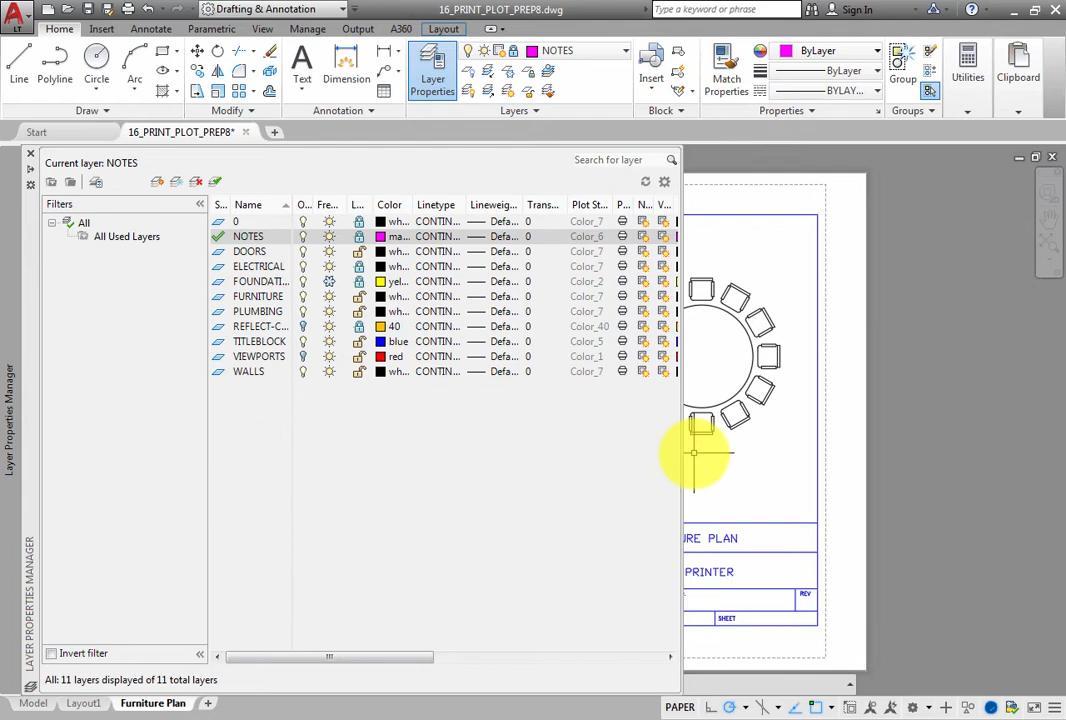 Drafting & Annotation
16_PRINT_PLOT_PREP8.dwg
Type a keyword or phrase
Sign In
LT
Home
Insert
Annotate
Parametric
View
Manage
Output
A360
Layout
Line
Polyline
Circle
Arc
Text
Dimension
Layer
Properties
NOTES
Insert
Match
Properties
ByLayer
ByLayer
BYLAY...
Group
Utilities
Clipboard
Draw
Modify
Annotation
Layers
Block
Properties
Groups
Start
16_PRINT_PLOT_PREP8*
Current layer: NOTES
Search for layer
Filters
All
All Used Layers
S.. Name O.. Fre... L... Color Linetype Lineweig... Trans... Plot St... P... N... V...
0 wh... CONTIN... Defa... 0 Color_7
NOTES ma... CONTIN... Defa... 0 Color_6
DOORS wh... CONTIN... Defa... 0 Color_7
ELECTRICAL wh... CONTIN... Defa... 0 Color_7
FOUNDATI... yel... CONTIN... Defa... 0 Color_2
FURNITURE wh... CONTIN... Defa... 0 Color_7
PLUMBING wh... CONTIN... Defa... 0 Color_7
REFLECT-C... 40 CONTIN... Defa... 0 Color_40
TITLEBLOCK blue CONTIN... Defa... 0 Color_5
VIEWPORTS red CONTIN... Defa... 0 Color_1
WALLS wh... CONTIN... Defa... 0 Color_7
URE PLAN
PRINTER
REV
SHEET
Invert filter
All: 11 layers displayed of 11 total layers
Layer Properties Manager
LAYER PROPERTIES MANAGER
Model
Layout1
Furniture Plan
PAPER